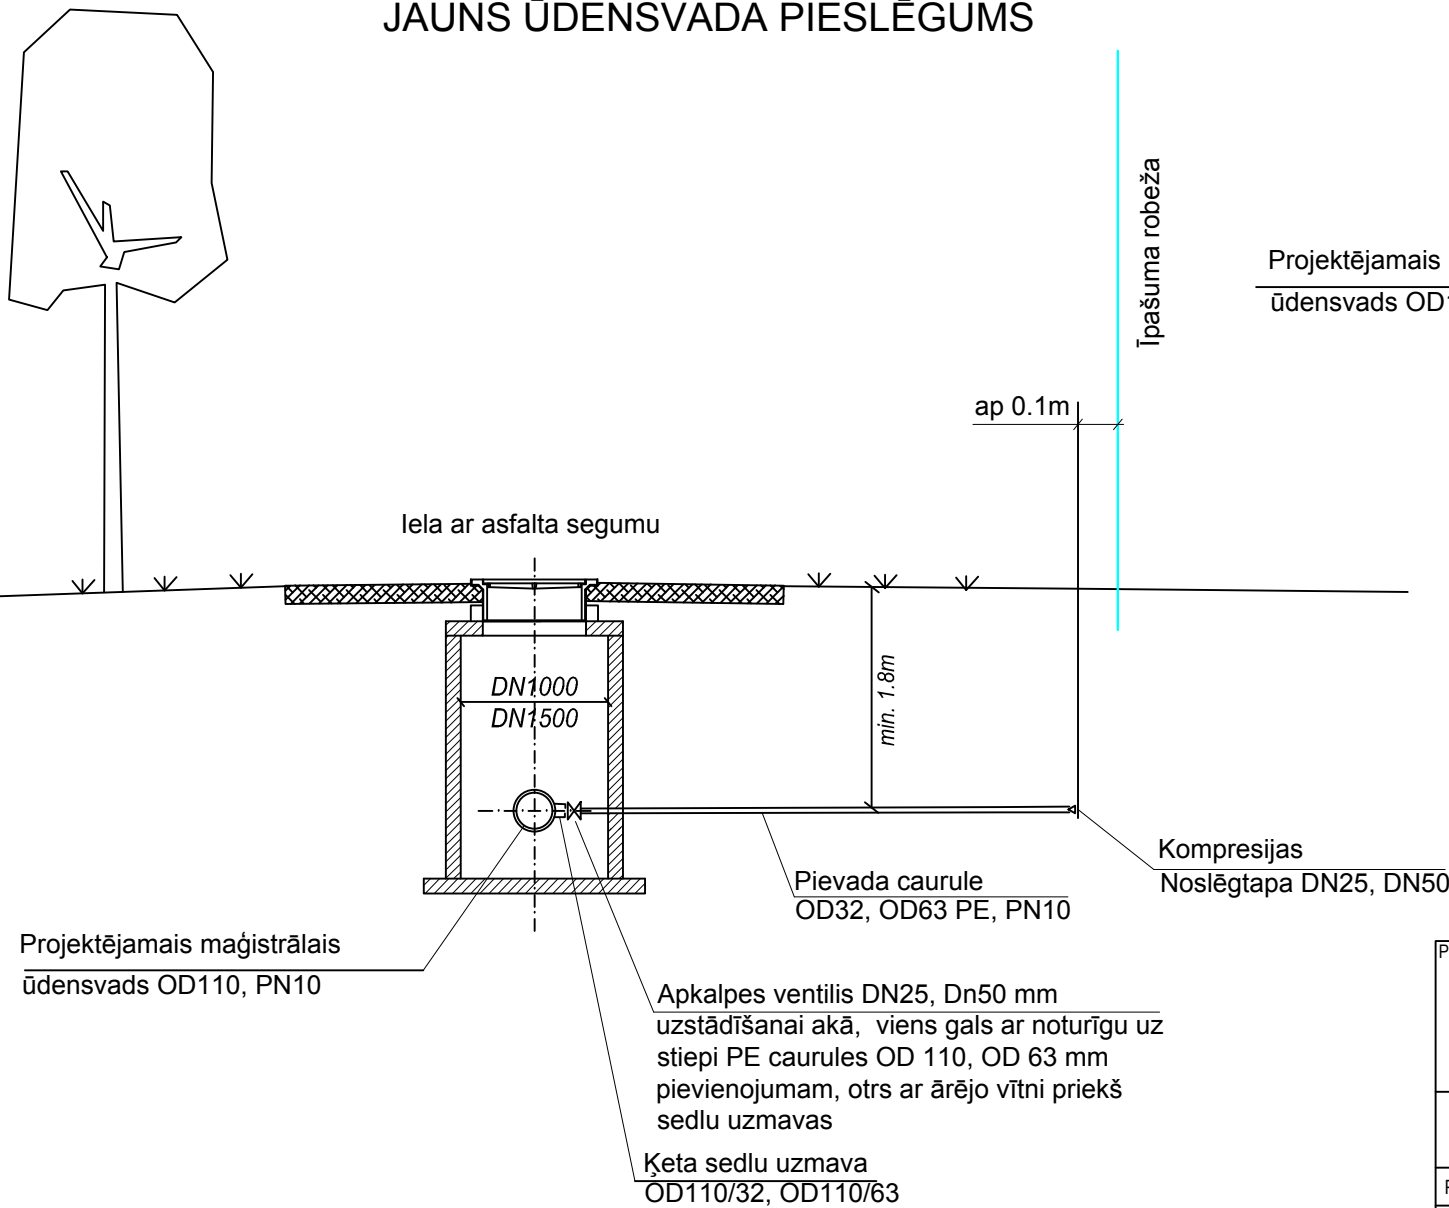 JAUNS ŪDENSVADA PIESLĒGUMS
Īpašuma robeža
Projektējamais
ūdensvads OD1
ap 0.1m
Iela ar asfalta segumu
DN1000
DN1500
min. 1.8m
Kompresijas
Noslēgtapa DN25, DN50
Pievada caurule
OD32, OD63 PE, PN10
Projektējamais maģistrālais
ūdensvads OD110, PN10
Apkalpes ventilis DN25, Dn50 mm
uzstādīšanai akā, viens gals ar noturīgu uz
stiepi PE caurules OD 110, OD 63 mm
pievienojumam, otrs ar ārējo vītni priekš
sedlu uzmavas
Ķeta sedlu uzmava
OD110/32, OD110/63
P